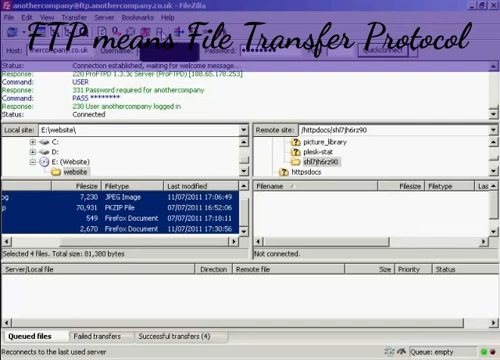 anothercompany@ftp.anothercompany.co.uk - FileZilla
FTP means File Transfer Protocol
Edit View Transfer Server Help
Host: thercompany.co.uk Username: Password: Quickconnect
Status: Connection established, waiting for welcome message...
Response: 220 ProFTPD 1.3.3c Server (ProFTPD) [188.65.178.253]
Command: USER
Response: 331 Password required for anothercompany
Command: PASS ********
Response: 230 User anothercompany logged in
Status: Connected
Local site: E:\website\ Remote site: /httpdocs/shl7jh6rz90
C: picture_library
D: plesk-stat
E: (Website) shl7jh6rz90
website httpsdocs
Filesize Filetype Last modified Filename Filesize Filetype Las
og 7,230 JPEG Image 11/07/2011 17:06:49
p 70,931 PKZIP File 07/07/2011 16:52:06
549 Firefox Document 07/07/2011 17:18:11
2,670 Firefox Document 11/07/2011 17:30:56
Selected 4 files. Total size: 81,380 bytes Not connected.
Server/Local file Direction Remote file Size Priority Status
Queued files Failed transfers Successful transfers (4)
Reconnects to the last used server Queue: empty